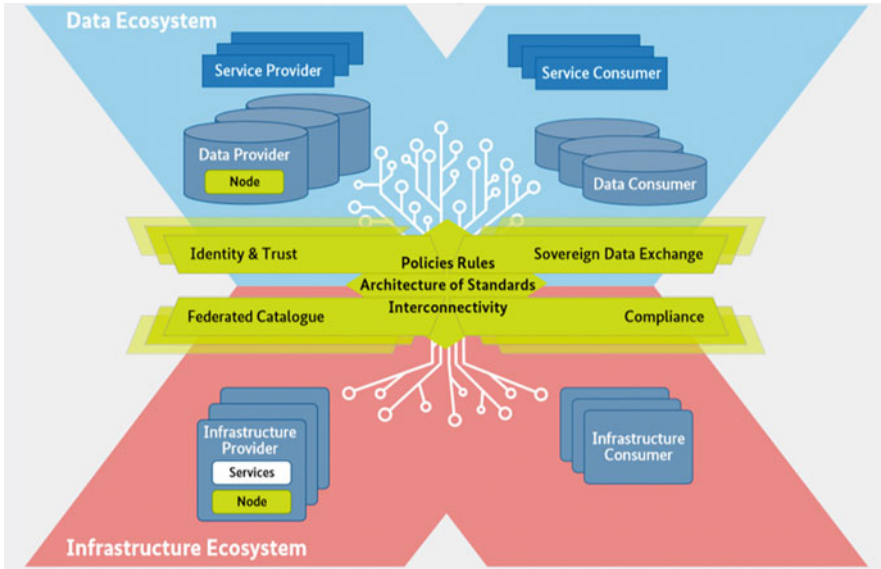 Data Ecosystem
Service Provider
Service Consumer
Data Provider
Node
Data Consumer
Identity & Trust
Policies Rules
Sovereign Data Exchange
Architecture of Standards
Federated Catalogue
Interconnectivity
Compliance
Infrastructure
Provider
Services
Node
Infrastructure
Consumer
Infrastructure Ecosystem